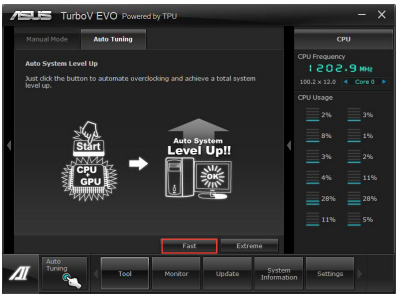 ASUS TurboV EVO Powered by TPU
Manual Mode
Auto Tuning
Auto System Level Up
Just click the button to automate overclocking and achieve a total system
level up.
Start
CPU
GPU
Auto System
Level Up!!
OK
Fast
Extreme
CPU
CPU Frequency
1202.9 MHz
100.2 x 12.0
Core 0
CPU Usage
2% 3%
8% 1%
3% 2%
4% 11%
28% 28%
11% 5%
AI
Auto
Tuning
Tool
Monitor
Update
System
Information
Settings